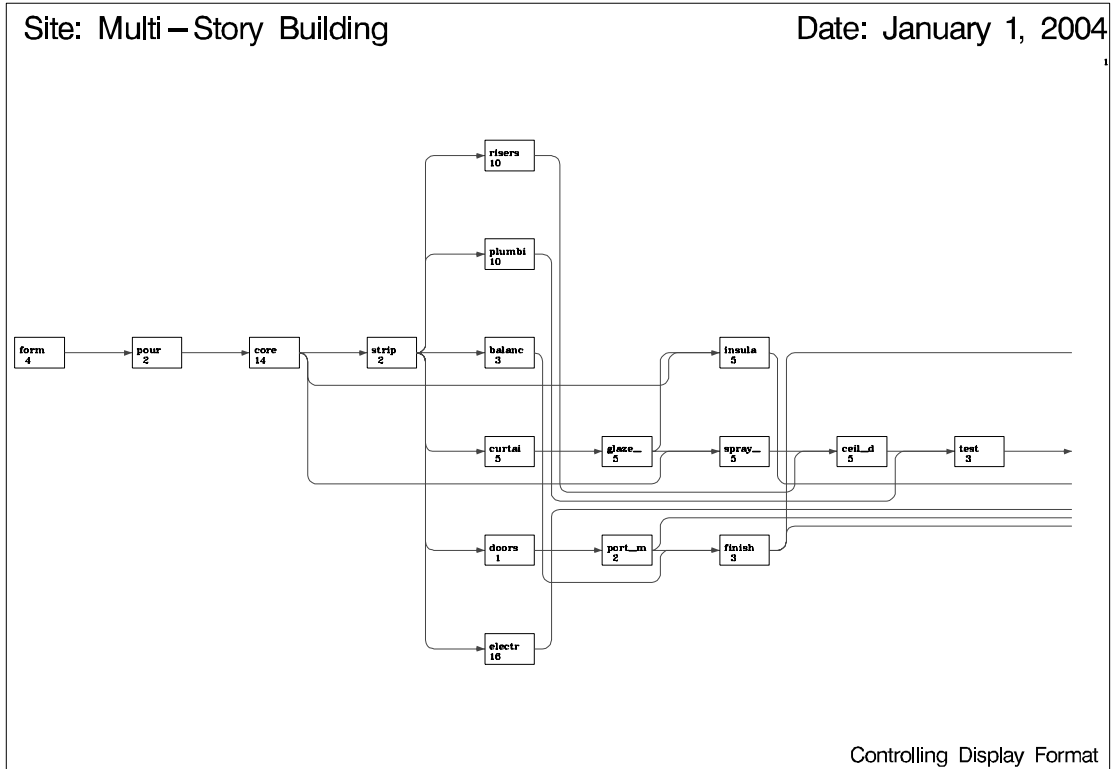 Site: Multi–Story Building
Date: January 1, 2004
1
risers
10
plumbi
10
form
4
pour
2
core
14
strip
2
balanc
3
insula
5
curtai
5
glaze_
5
spray_
5
ceil_d
5
test
3
doors
1
port_m
2
finish
3
electr
16
Controlling Display Format